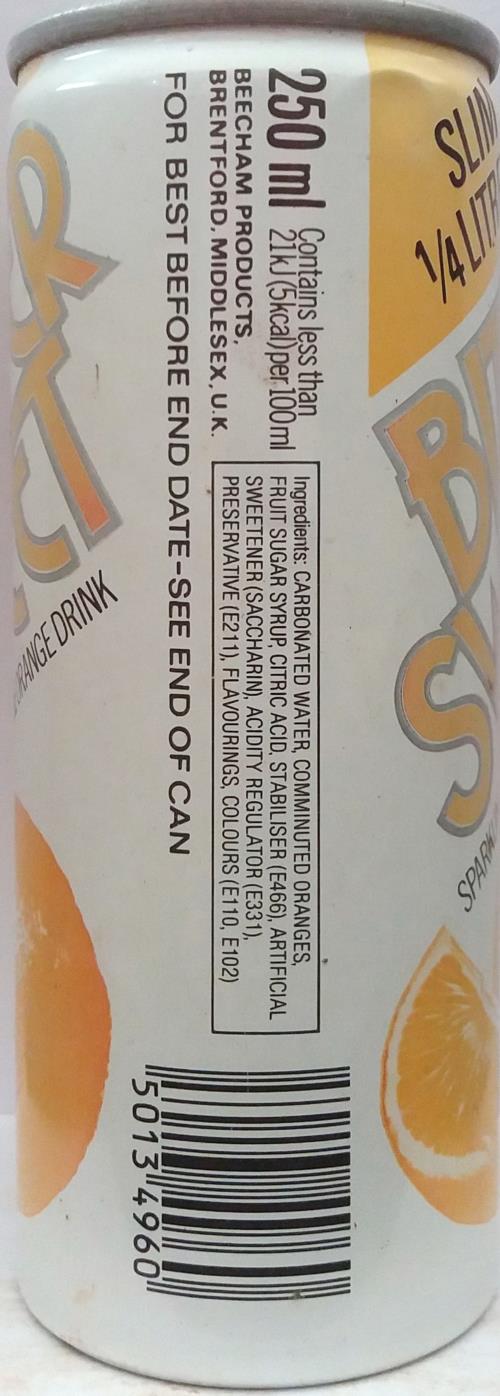 250 ml
Contains less than
21kJ (5kcal) per 100ml
BEECHAM PRODUCTS,
BRENTFORD, MIDDLESEX, U.K.
FOR BEST BEFORE END DATE-SEE END OF CAN
Ingredients: CARBONATED WATER, COMMINUTED ORANGES,
FRUIT SUGAR SYRUP, CITRIC ACID, STABILISER (E466), ARTIFICIAL
SWEETENER (SACCHARIN), ACIDITY REGULATOR (E331),
PRESERVATIVE (E211), FLAVOURINGS, COLOURS (E110, E102)
5013 4960
SLIM
1/4 LITR
ORANGE DRINK
SPARK